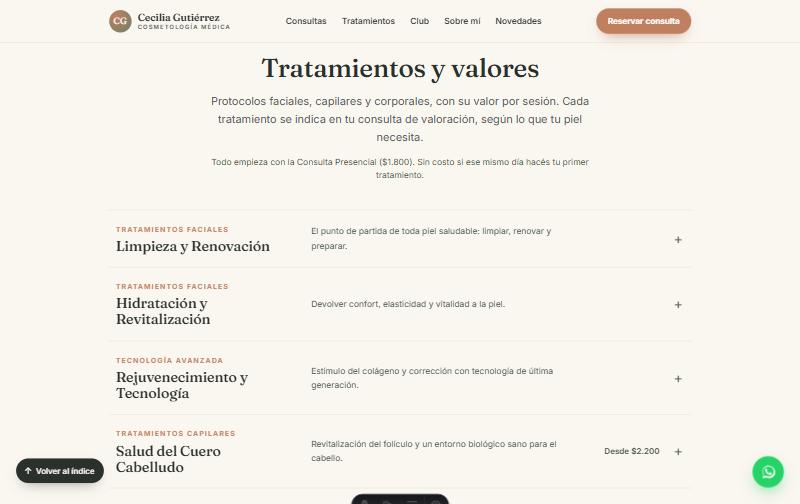 CG
Cecilia Gutiérrez
COSMETOLOGÍA MÉDICA
Consultas
Tratamientos
Club
Sobre mí
Novedades
Reservar consulta
Tratamientos y valores
Protocolos faciales, capilares y corporales, con su valor por sesión. Cada
tratamiento se indica en tu consulta de valoración, según lo que tu piel
necesita.
Todo empieza con la Consulta Presencial ($1.800). Sin costo si ese mismo día hacés tu primer
tratamiento.
TRATAMIENTOS FACIALES
Limpieza y Renovación
El punto de partida de toda piel saludable: limpiar, renovar y
preparar.
+
TRATAMIENTOS FACIALES
Hidratación y
Revitalización
Devolver confort, elasticidad y vitalidad a la piel.
+
TECNOLOGÍA AVANZADA
Rejuvenecimiento y
Tecnología
Estímulo del colágeno y corrección con tecnología de última
generación.
+
TRATAMIENTOS CAPILARES
Salud del Cuero
Cabelludo
Revitalización del folículo y un entorno biológico sano para el
cabello.
Desde $2.200
+
↑ Volver al índice